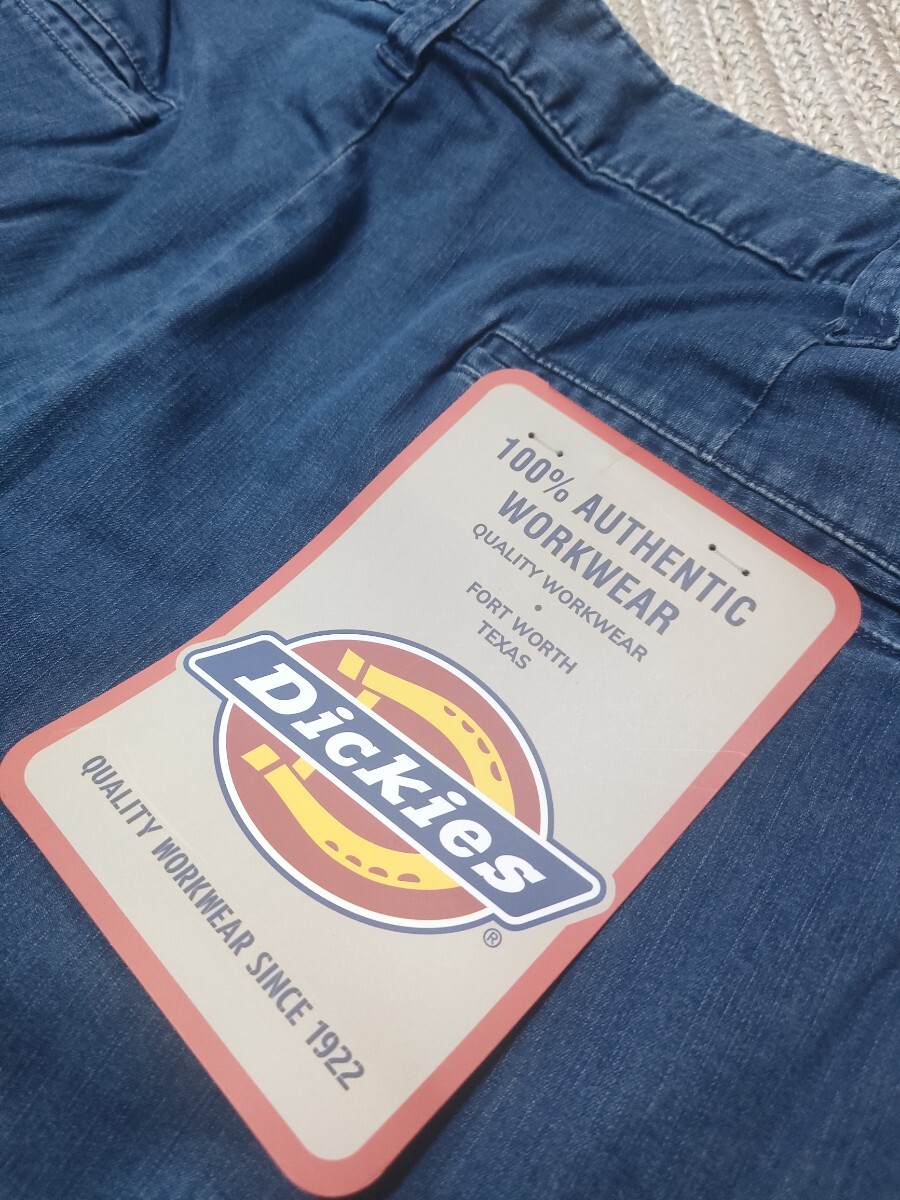 100% AUTHENTIC
WORKWEAR
QUALITY WORKWEAR
•
FORT WORTH
TEXAS
Dickies
®
QUALITY WORKWEAR SINCE 1922